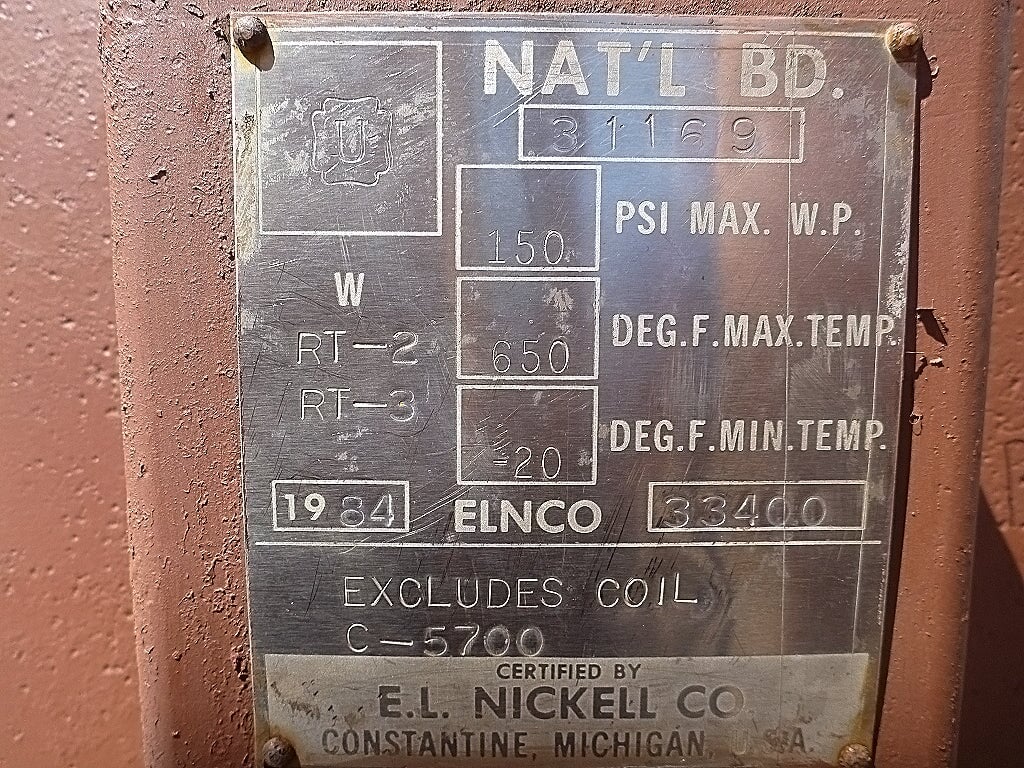 NAT'L BD.
U
31169
150 PSI MAX. W.P.
W
RT-2
650 DEG.F.MAX.TEMP.
RT-3
-20 DEG.F.MIN.TEMP.
1984 ELNCO 33400
EXCLUDES COIL
C-5700
CERTIFIED BY
E.L. NICKELL CO
CONSTANTINE, MICHIGAN, U.S.A.